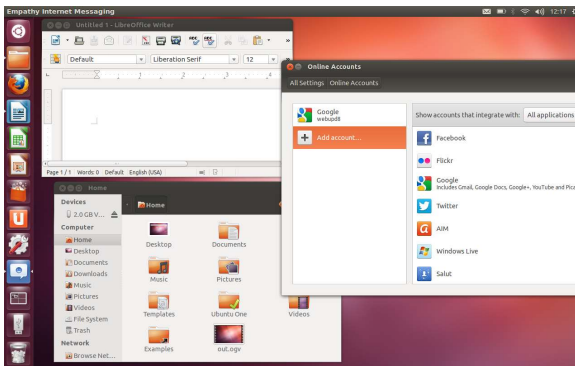 Empathy Internet Messaging
12:17
Untitled 1 - LibreOffice Writer
Default
Liberation Serif
12
Page 1 / 1 Words: 0 Default English (USA)
Online Accounts
All Settings Online Accounts
Google
webupd8
Add account...
Show accounts that integrate with: All applications
Facebook
Flickr
Google
Includes Gmail, Google Docs, Google+, YouTube and Pica
Twitter
AIM
Windows Live
Salut
Home
Devices
2.0 GB V...
Computer
Home
Desktop
Documents
Downloads
Music
Pictures
Videos
File System
Trash
Network
Browse Net...
Home
Desktop
Documents
Music
Pictures
Templates
Ubuntu One
Videos
Examples
out.ogv